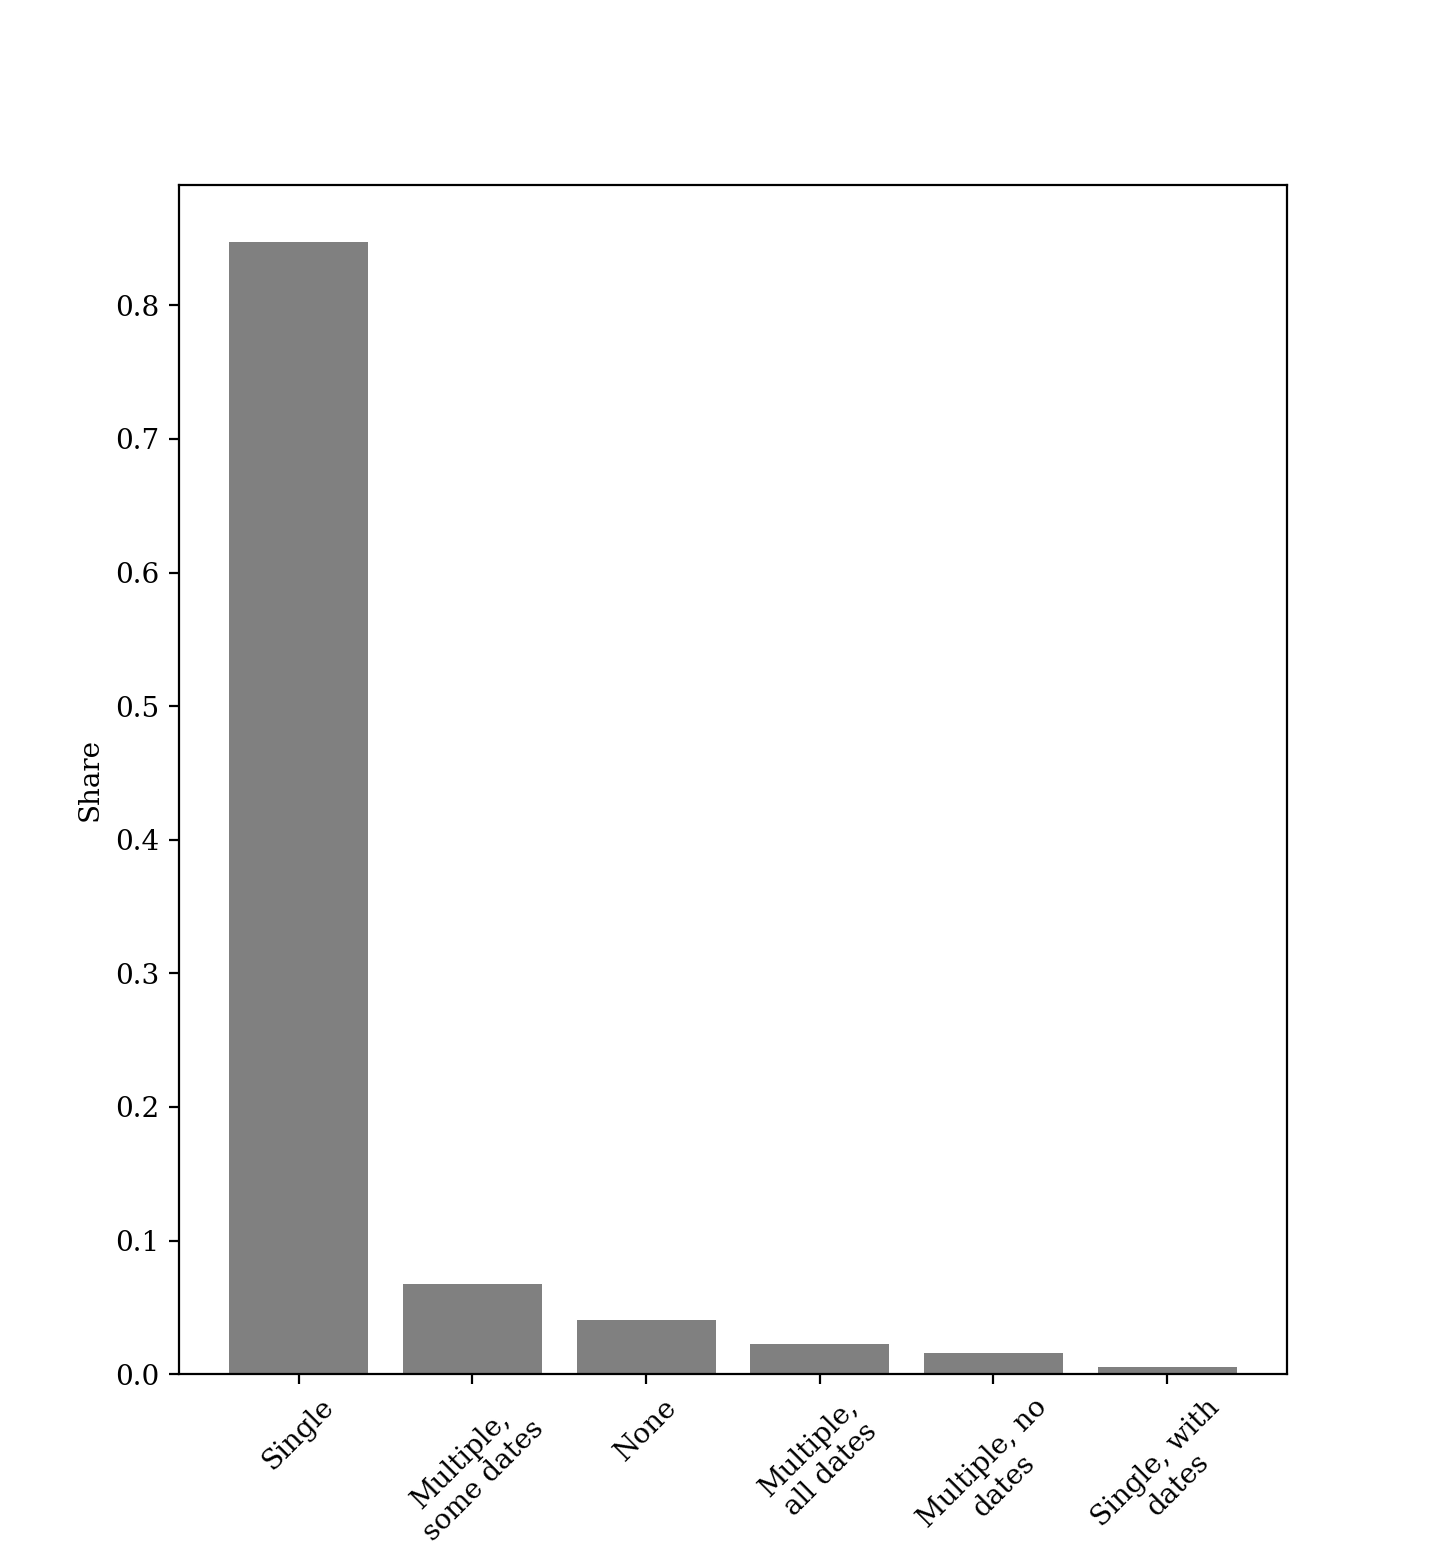 0.8
0.7
0.6
0.5
0.4
0.3
0.2
0.1
0.0
Share
Single
Multiple,
some dates
None
Multiple,
all dates
Multiple, no
dates
Single, with
dates